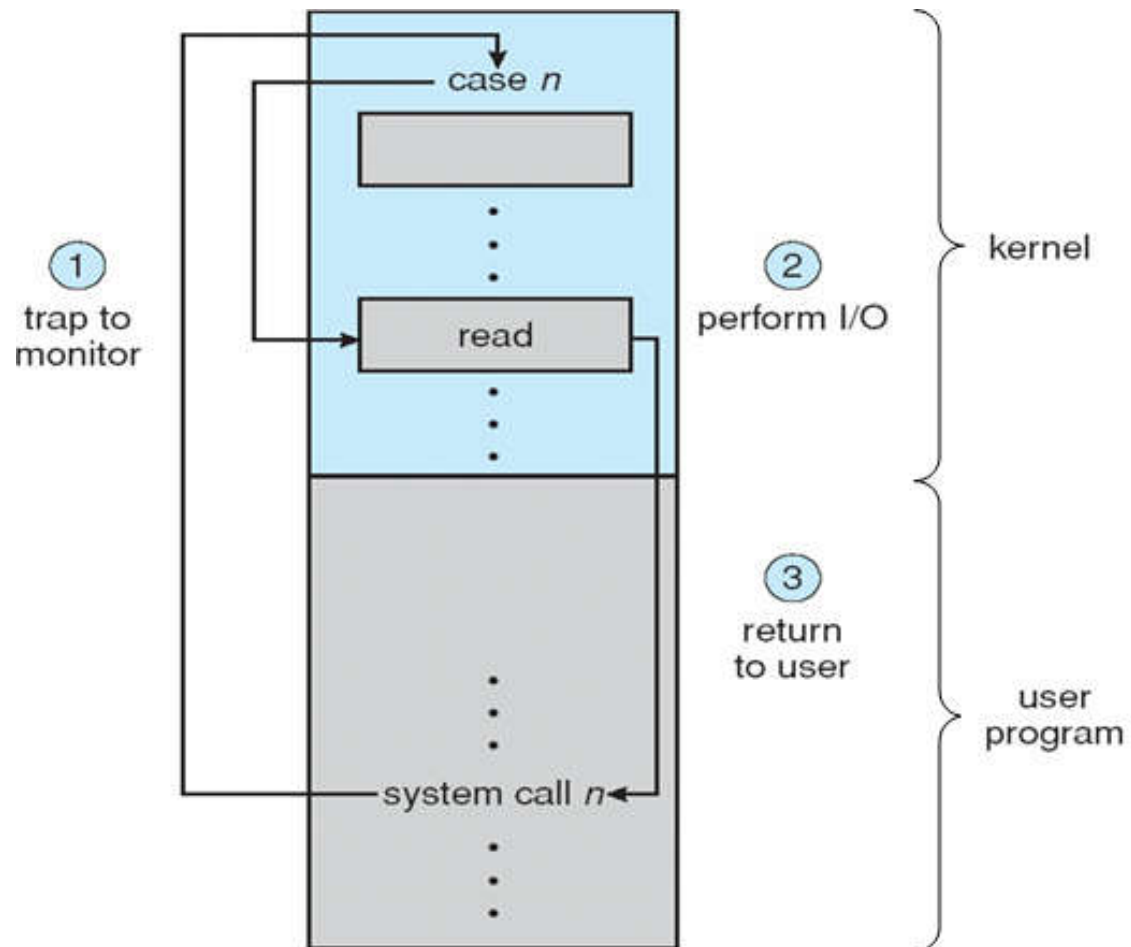 case n
kernel
1
trap to
monitor
2
perform I/O
read
3
return
to user
user
program
system call n